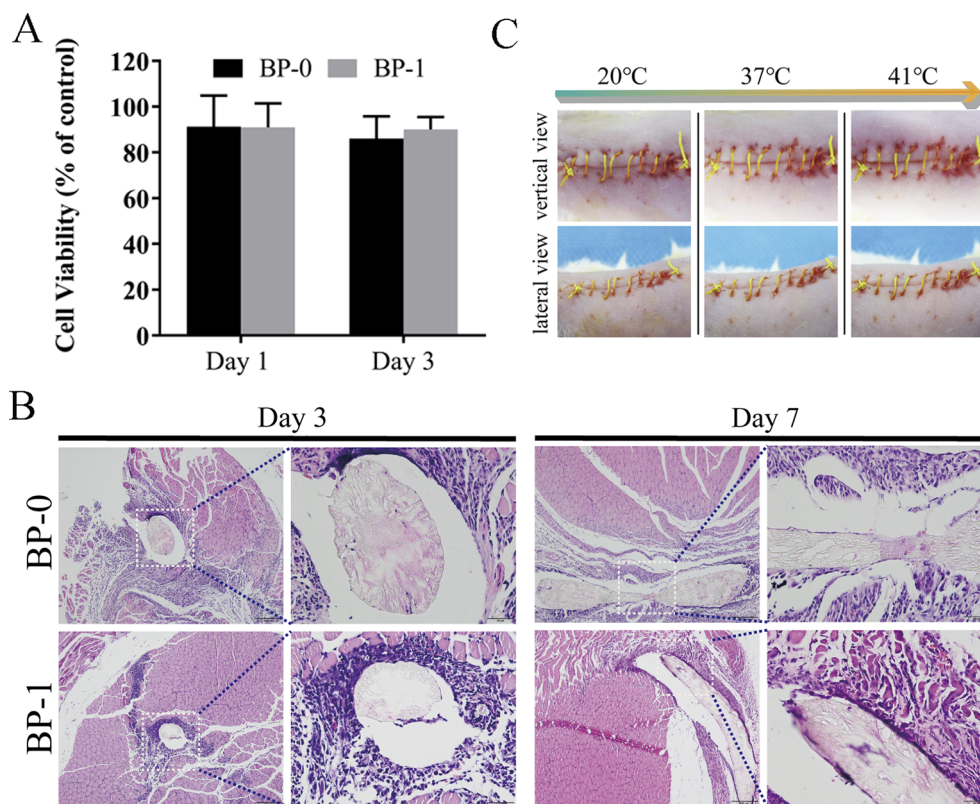 A
Cell Viability (% of control)
120
100
80
60
40
20
0
BP-0
BP-1
Day 1
Day 3
C
20°C
37°C
41°C
vertical view
lateral view
B
Day 3
Day 7
BP-0
BP-1